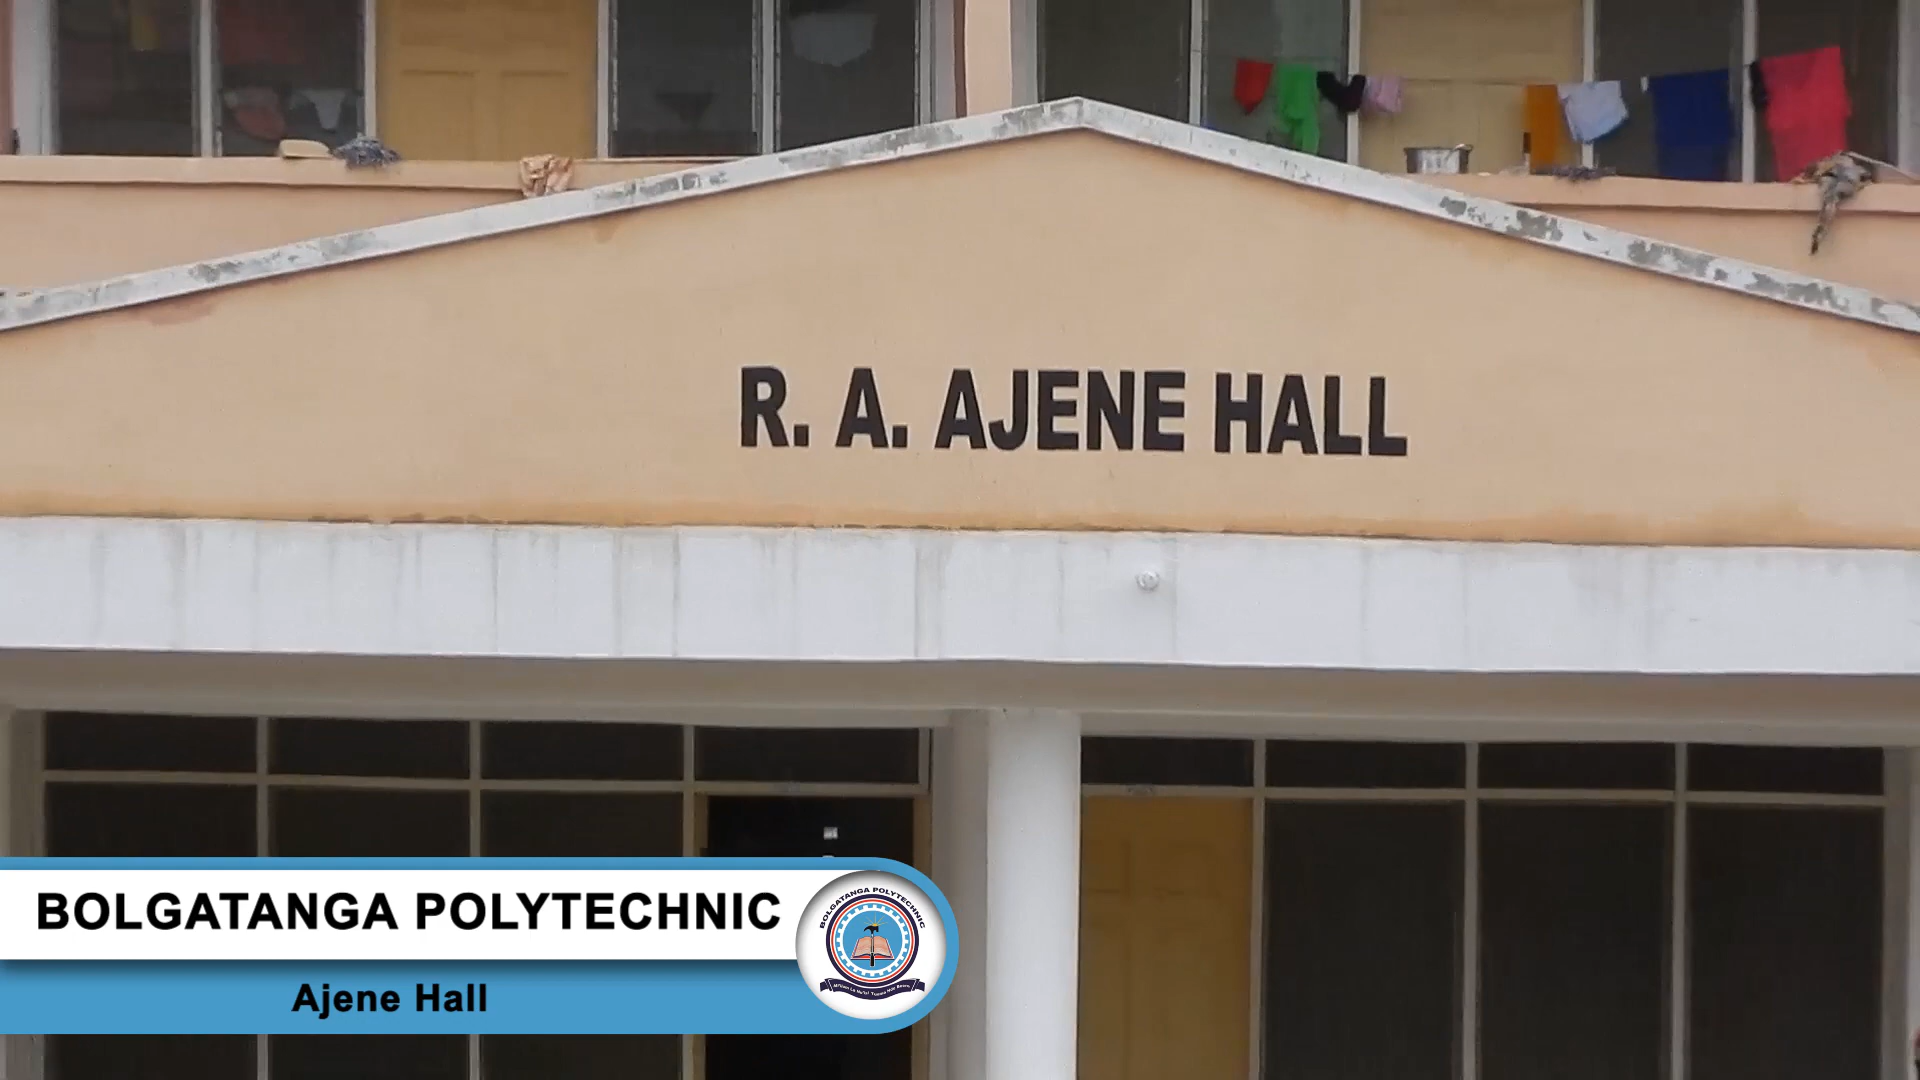 R. A. AJENE HALL
BOLGATANGA POLYTECHNIC
BOLGATANGA POLYTECHNIC
Ajene Hall